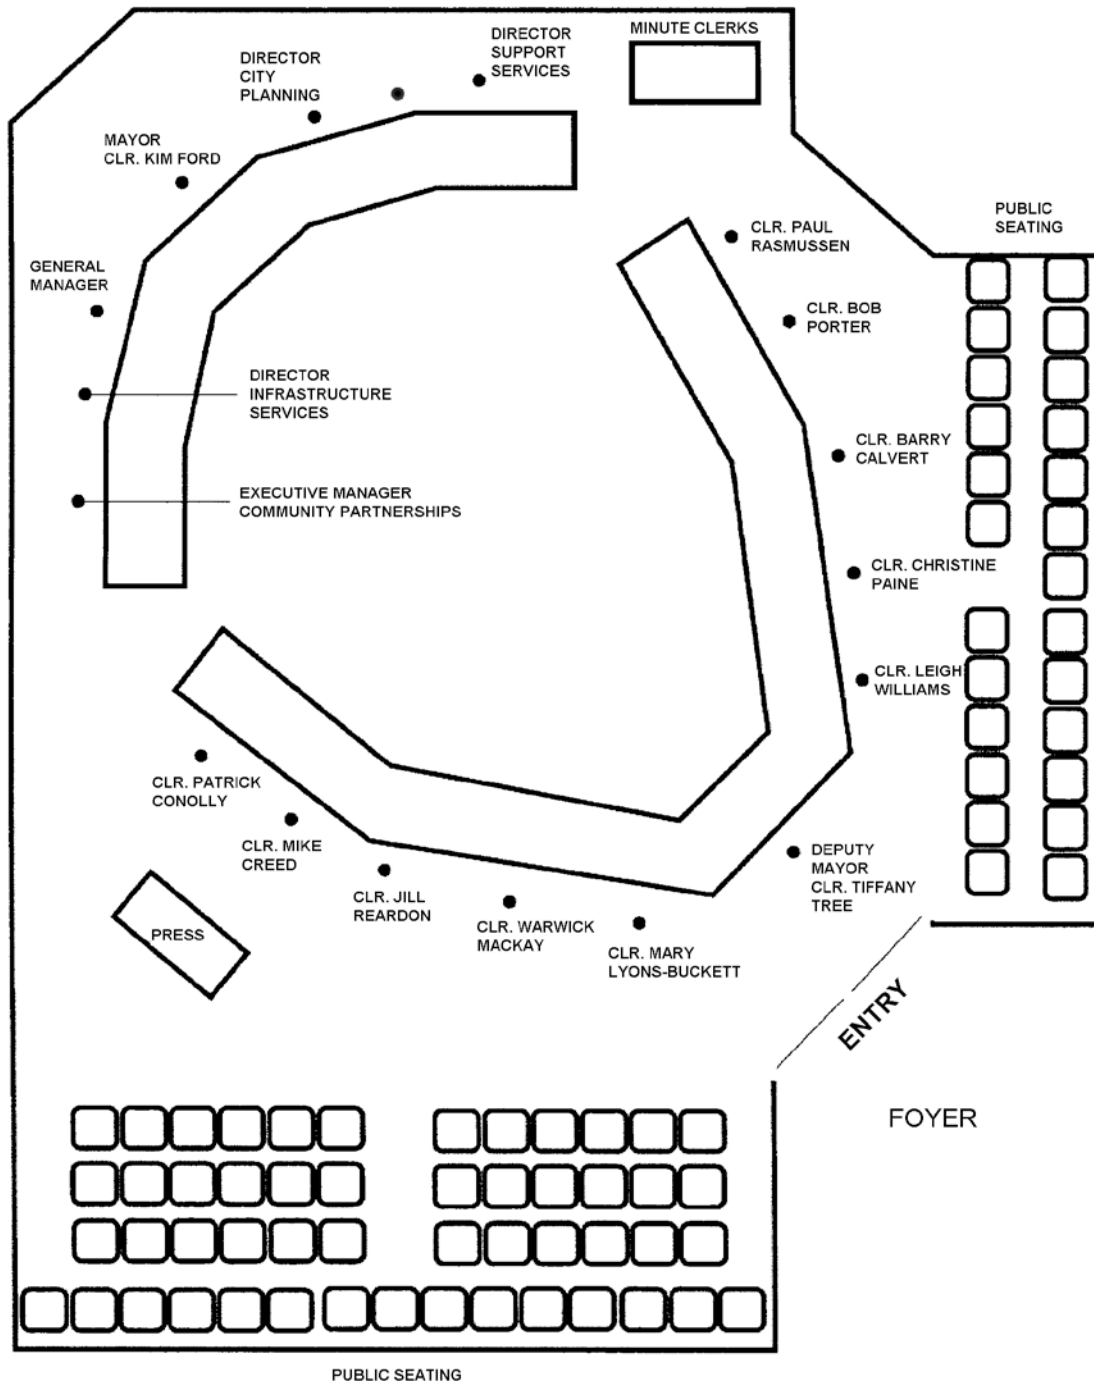 MINUTE CLERKS
DIRECTOR
SUPPORT
SERVICES
DIRECTOR
CITY
PLANNING
MAYOR
CLR. KIM FORD
GENERAL
MANAGER
DIRECTOR
INFRASTRUCTURE
SERVICES
EXECUTIVE MANAGER
COMMUNITY PARTNERSHIPS
CLR. PAUL
RASMUSSEN
PUBLIC
SEATING
CLR. BOB
PORTER
CLR. BARRY
CALVERT
CLR. CHRISTINE
PAINE
CLR. LEIGH
WILLIAMS
DEPUTY
MAYOR
CLR. TIFFANY
TREE
CLR. PATRICK
CONOLLY
CLR. MIKE
CREED
CLR. JILL
REARDON
CLR. WARWICK
MACKAY
CLR. MARY
LYONS-BUCKETT
PRESS
ENTRY
FOYER
PUBLIC SEATING